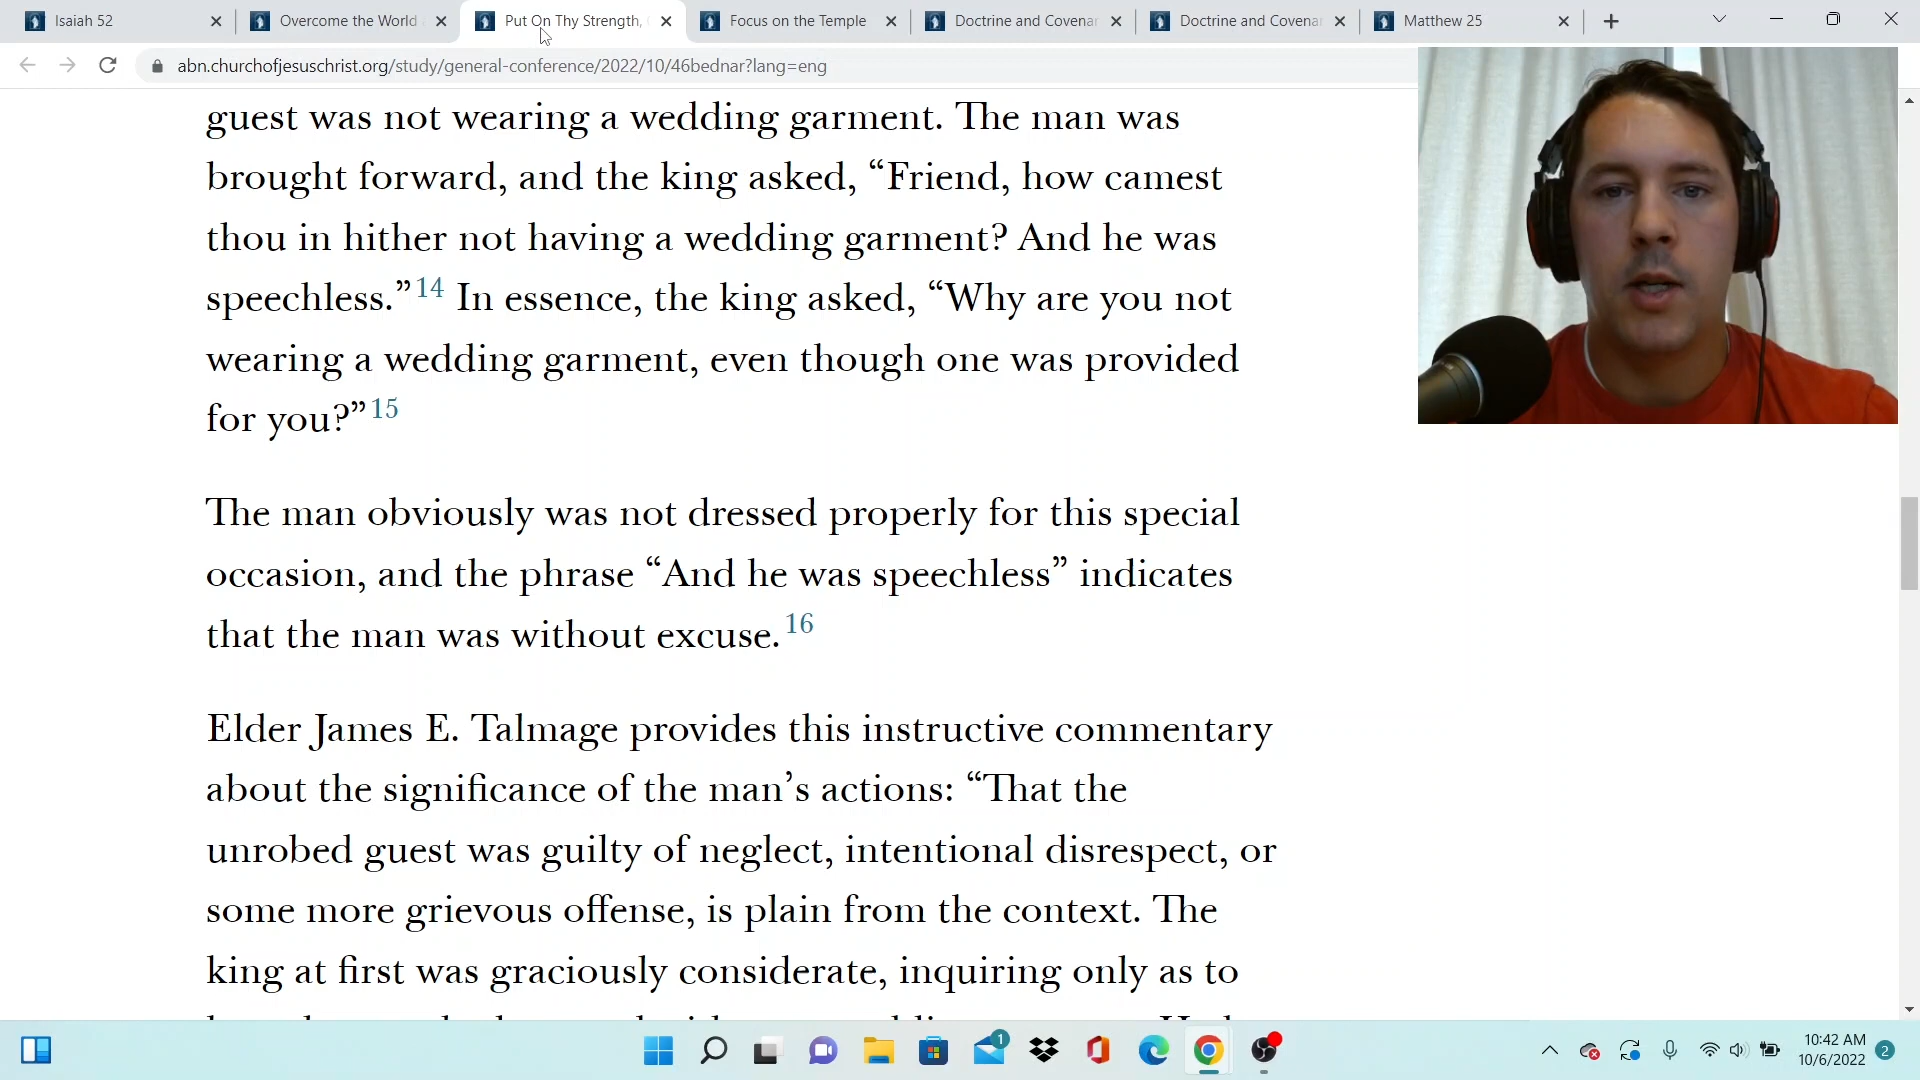 Isaiah 52
Overcome the World
Put On Thy Strength,
Focus on the Temple
Doctrine and Covenan
Doctrine and Covena
Matthew 25
abn.churchofjesuschrist.org/study/general-conference/2022/10/46bednar?lang=eng
guest was not wearing a wedding garment. The man was
brought forward, and the king asked, “Friend, how camest
thou in hither not having a wedding garment? And he was
speechless.”14 In essence, the king asked, “Why are you not
wearing a wedding garment, even though one was provided
for you?”15
The man obviously was not dressed properly for this special
occasion, and the phrase “And he was speechless” indicates
that the man was without excuse.16
Elder James E. Talmage provides this instructive commentary
about the significance of the man’s actions: “That the
unrobed guest was guilty of neglect, intentional disrespect, or
some more grievous offense, is plain from the context. The
king at first was graciously considerate, inquiring only as to
1
10:42 AM
10/6/2022
2